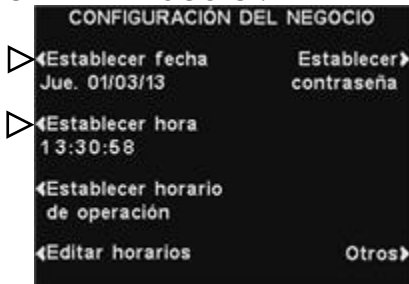 CONFIGURACIÓN DEL NEGOCIO
Establecer fecha
Jue. 01/03/13
Establecer
contraseña
Establecer hora
13:30:58
Establecer horario
de operación
Editar horarios
Otros